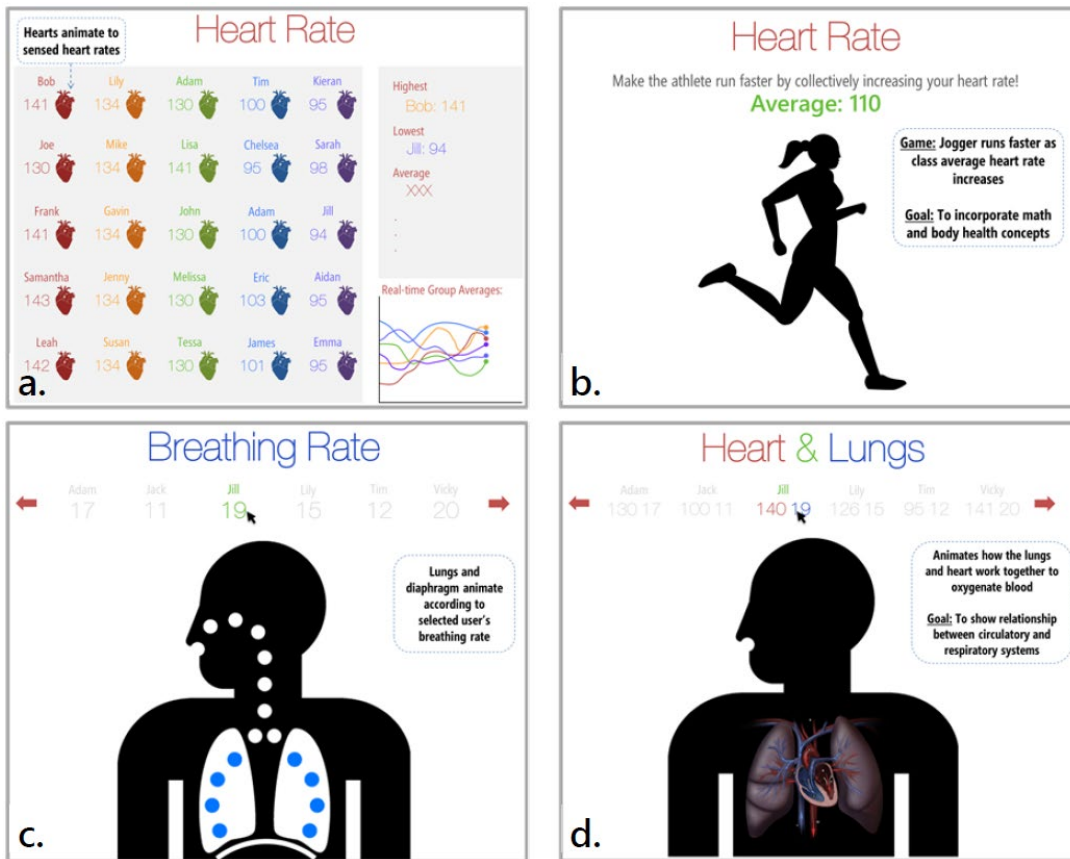 Heart Rate
Hearts animate to
sensed heart rates
Bob Lily Adam Tim Kieran
141 134 130 100 95
Joe Mike Lisa Chelsea Sarah
130 134 141 95 98
Frank Gavin John Adam Jill
141 134 130 100 94
Samantha Jenny Melissa Eric Aidan
143 134 130 103 95
Leah Susan Tessa James Emma
142 134 130 101 95
Highest
Bob: 141
Lowest
Jill: 94
Average
XXX
.
.
.
Real-time Group Averages:
a.
Heart Rate
Make the athlete run faster by collectively increasing your heart rate!
Average: 110
Game: Jogger runs faster as
class average heart rate
increases
Goal: To incorporate math
and body health concepts
b.
Breathing Rate
Adam Jack Jill Lily Tim Vicky
17 11 19 15 12 20
Lungs and
diaphragm animate
according to
selected user's
breathing rate
c.
Heart & Lungs
Adam Jack Jill Lily Tim Vicky
130 17 100 11 140 19 126 15 95 12 141 20
Animates how the lungs
and heart work together to
oxygenate blood
Goal: To show relationship
between circulatory and
respiratory systems
d.